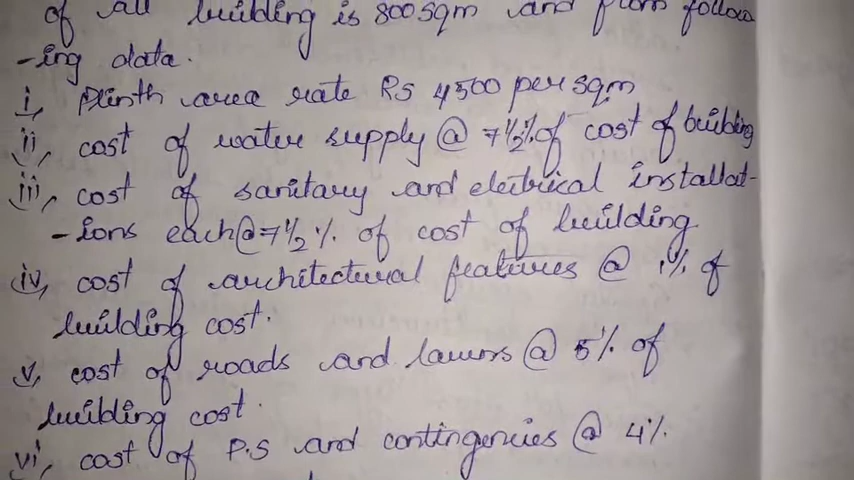 of all building is 800 sqm and from follow
-ing data.
i, Plinth area rate RS 4500 per sqm
ii, cost of water supply @ 7½% of cost of building
iii, cost of sanitary and electrical installat-
-ions each @ 7½% of cost of building
iv, cost of architectural features @ 1% of
building cost.
v, cost of roads and lawns @ 5% of
building cost.
vi, cost of P.S and contingencies @ 4%.